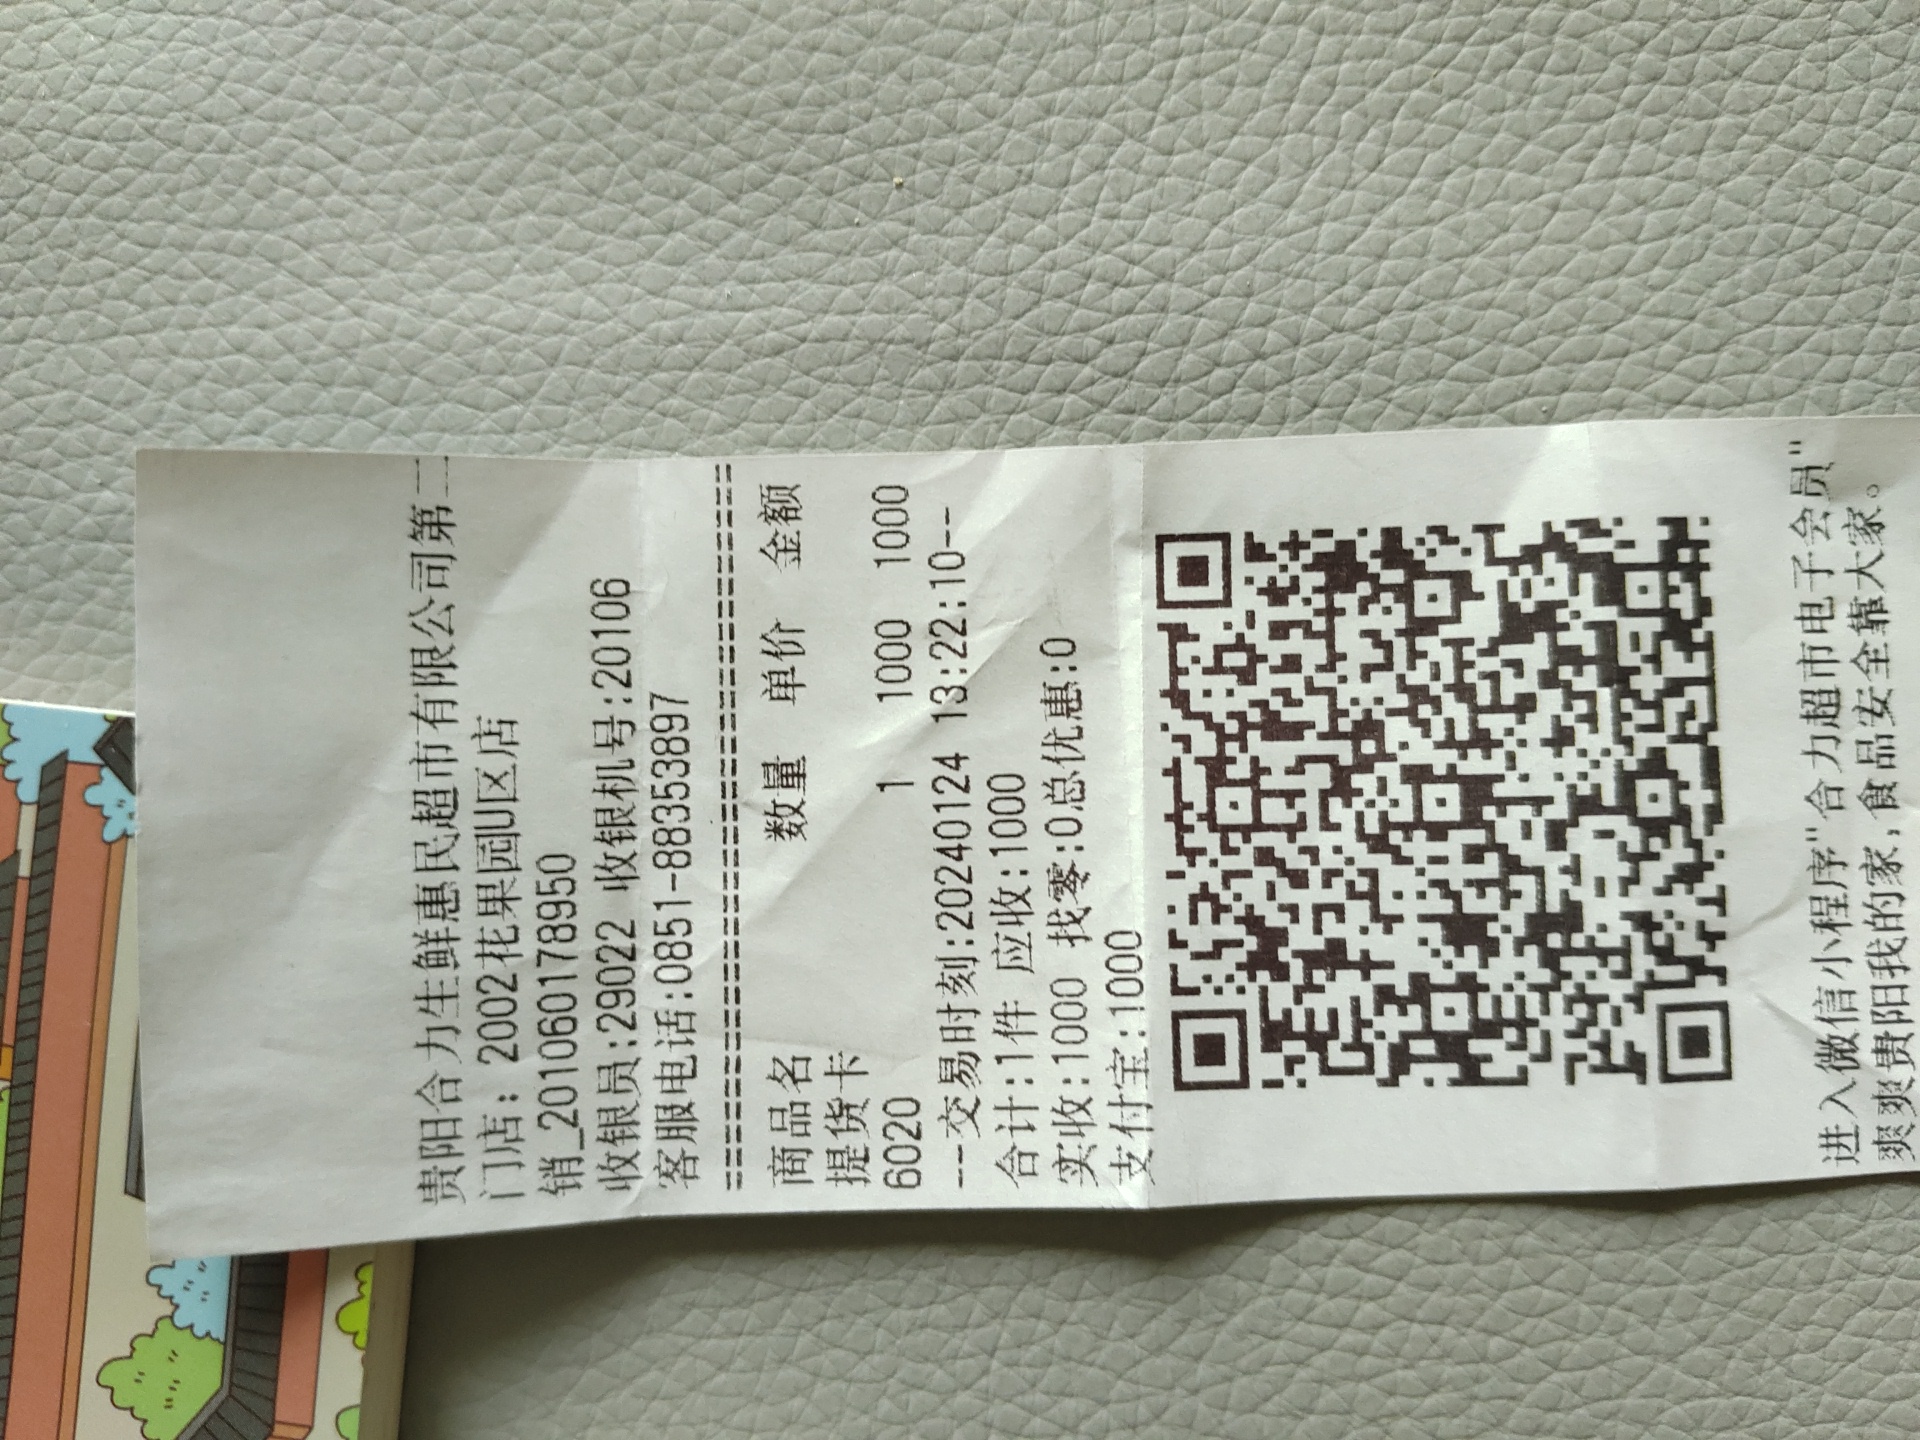 贵阳合力生鲜惠民超市有限公司第二
门店: 2002花果园U区店
销_201060178950
收银员:29022 收银机号:20106
客服电话:0851-88353897
==================================
商品名 数量 单价 金额
提货卡
6020 1 1000 1000
---交易时刻:20240124 13:22:10--
合计:1件 应收:1000
实收:1000 找零:0总优惠:0
支付宝:1000
进入微信小程序"合力超市电子会员"
爽爽贵阳我的家,食品安全靠大家。